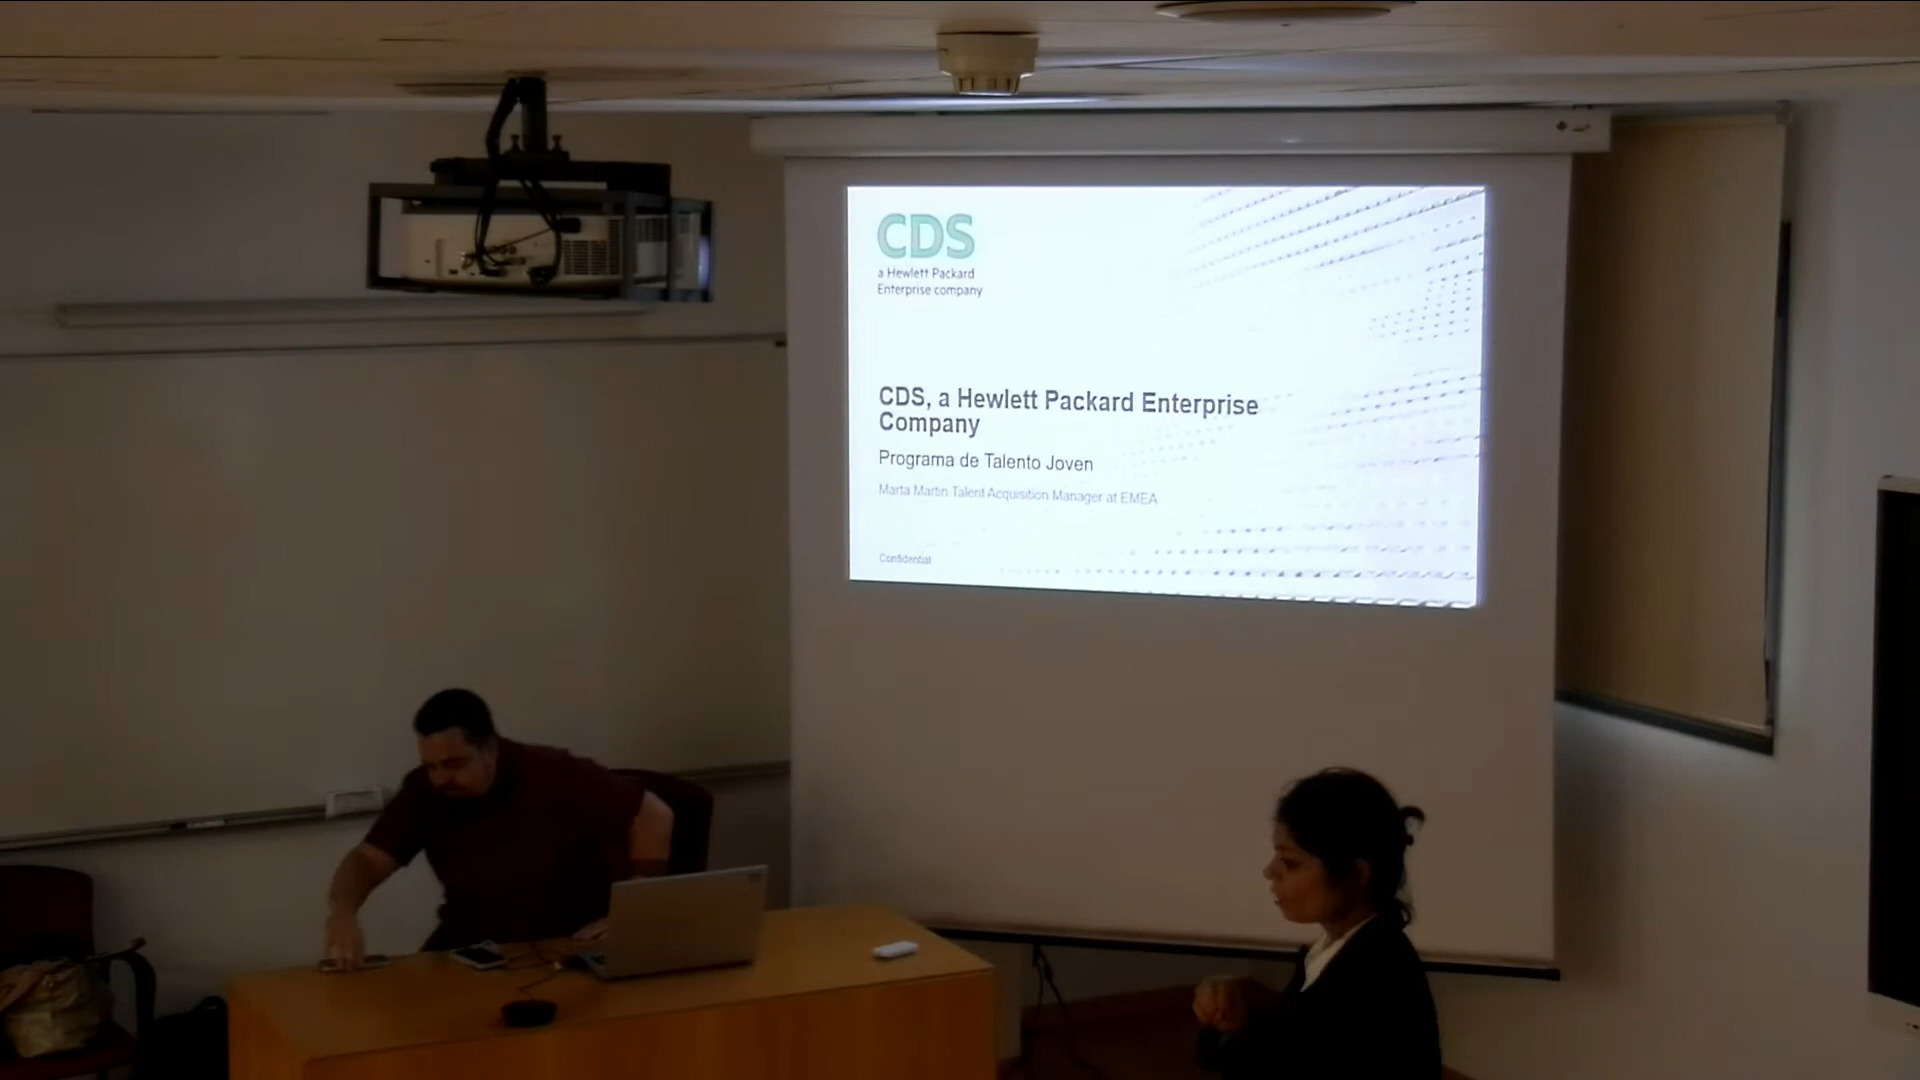 CDS
a Hewlett Packard
Enterprise company
CDS, a Hewlett Packard Enterprise
Company
Programa de Talento Joven
Marta Martin Talent Acquisition Manager at EMEA
Confidential